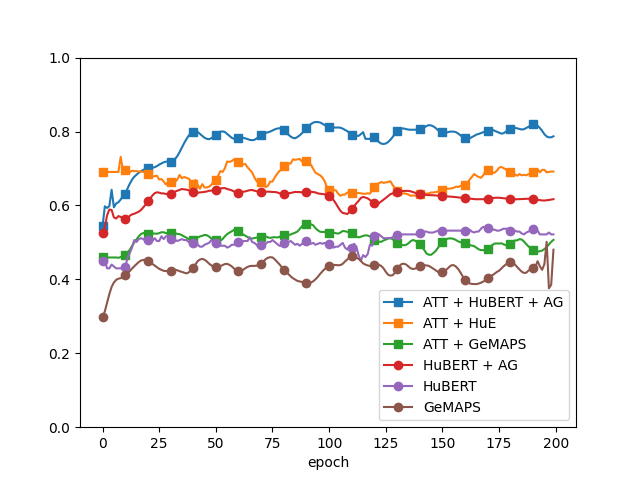 1.0
0.8
0.6
0.4
0.2
0.0
0 25 50 75 100 125 150 175 200
epoch
ATT + HuBERT + AG
ATT + HuE
ATT + GeMAPS
HuBERT + AG
HuBERT
GeMAPS